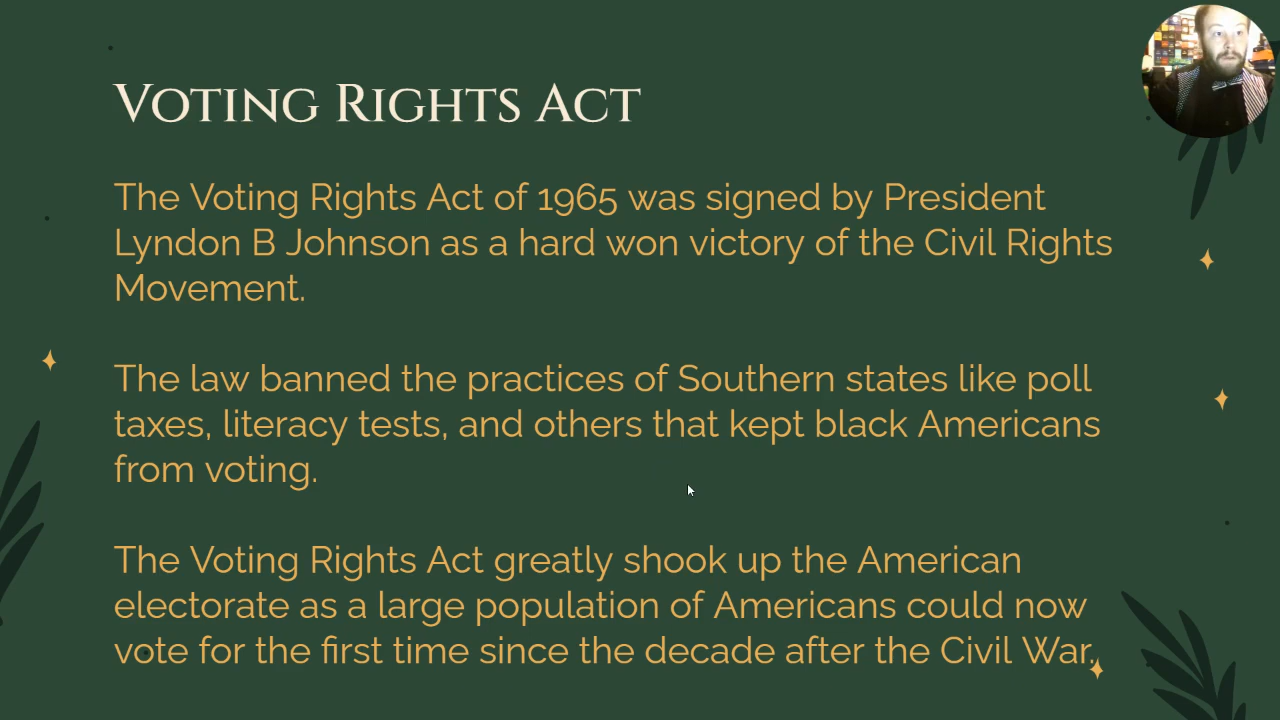 Voting Rights Act
The Voting Rights Act of 1965 was signed by President
Lyndon B Johnson as a hard won victory of the Civil Rights
Movement.
The law banned the practices of Southern states like poll
taxes, literacy tests, and others that kept black Americans
from voting.
The Voting Rights Act greatly shook up the American
electorate as a large population of Americans could now
vote for the first time since the decade after the Civil War.